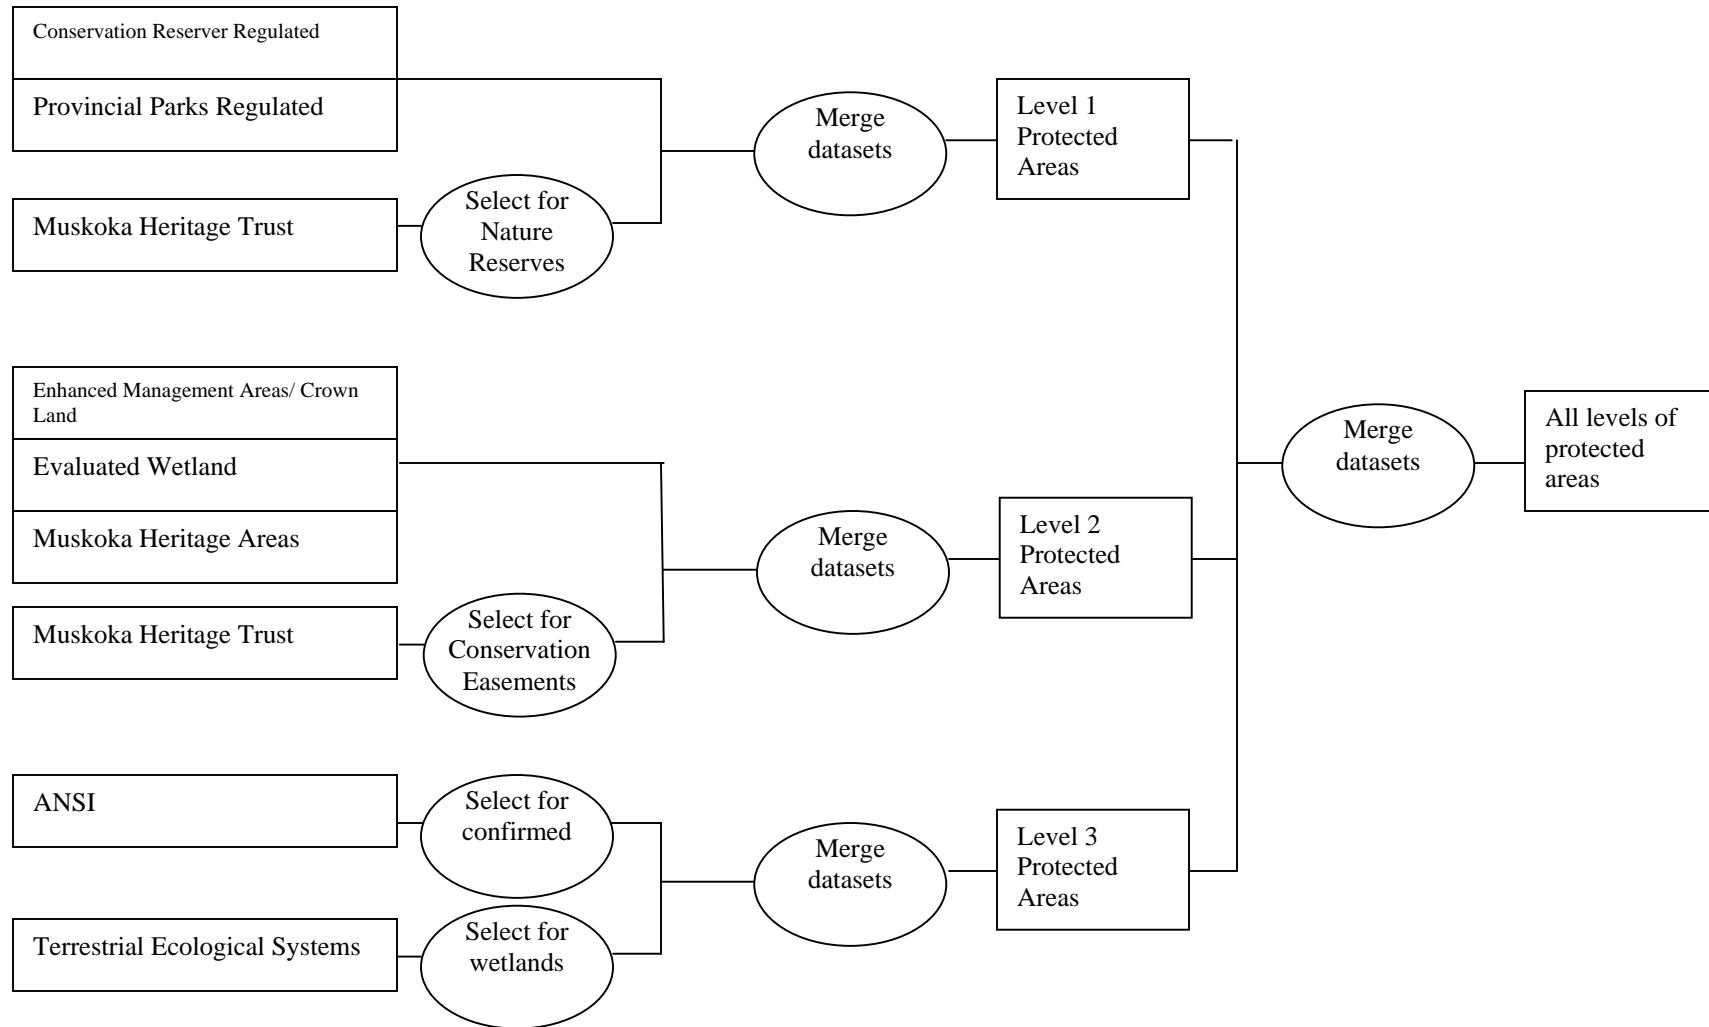 Conservation Reserver Regulated
Provincial Parks Regulated
Muskoka Heritage Trust
Select for
Nature
Reserves
Merge
datasets
Level 1
Protected
Areas
Enhanced Management Areas/ Crown
Land
Evaluated Wetland
Muskoka Heritage Areas
Muskoka Heritage Trust
Select for
Conservation
Easements
Merge
datasets
Level 2
Protected
Areas
ANSI
Select for
confirmed
Terrestrial Ecological Systems
Select for
wetlands
Merge
datasets
Level 3
Protected
Areas
Merge
datasets
All levels of
protected
areas